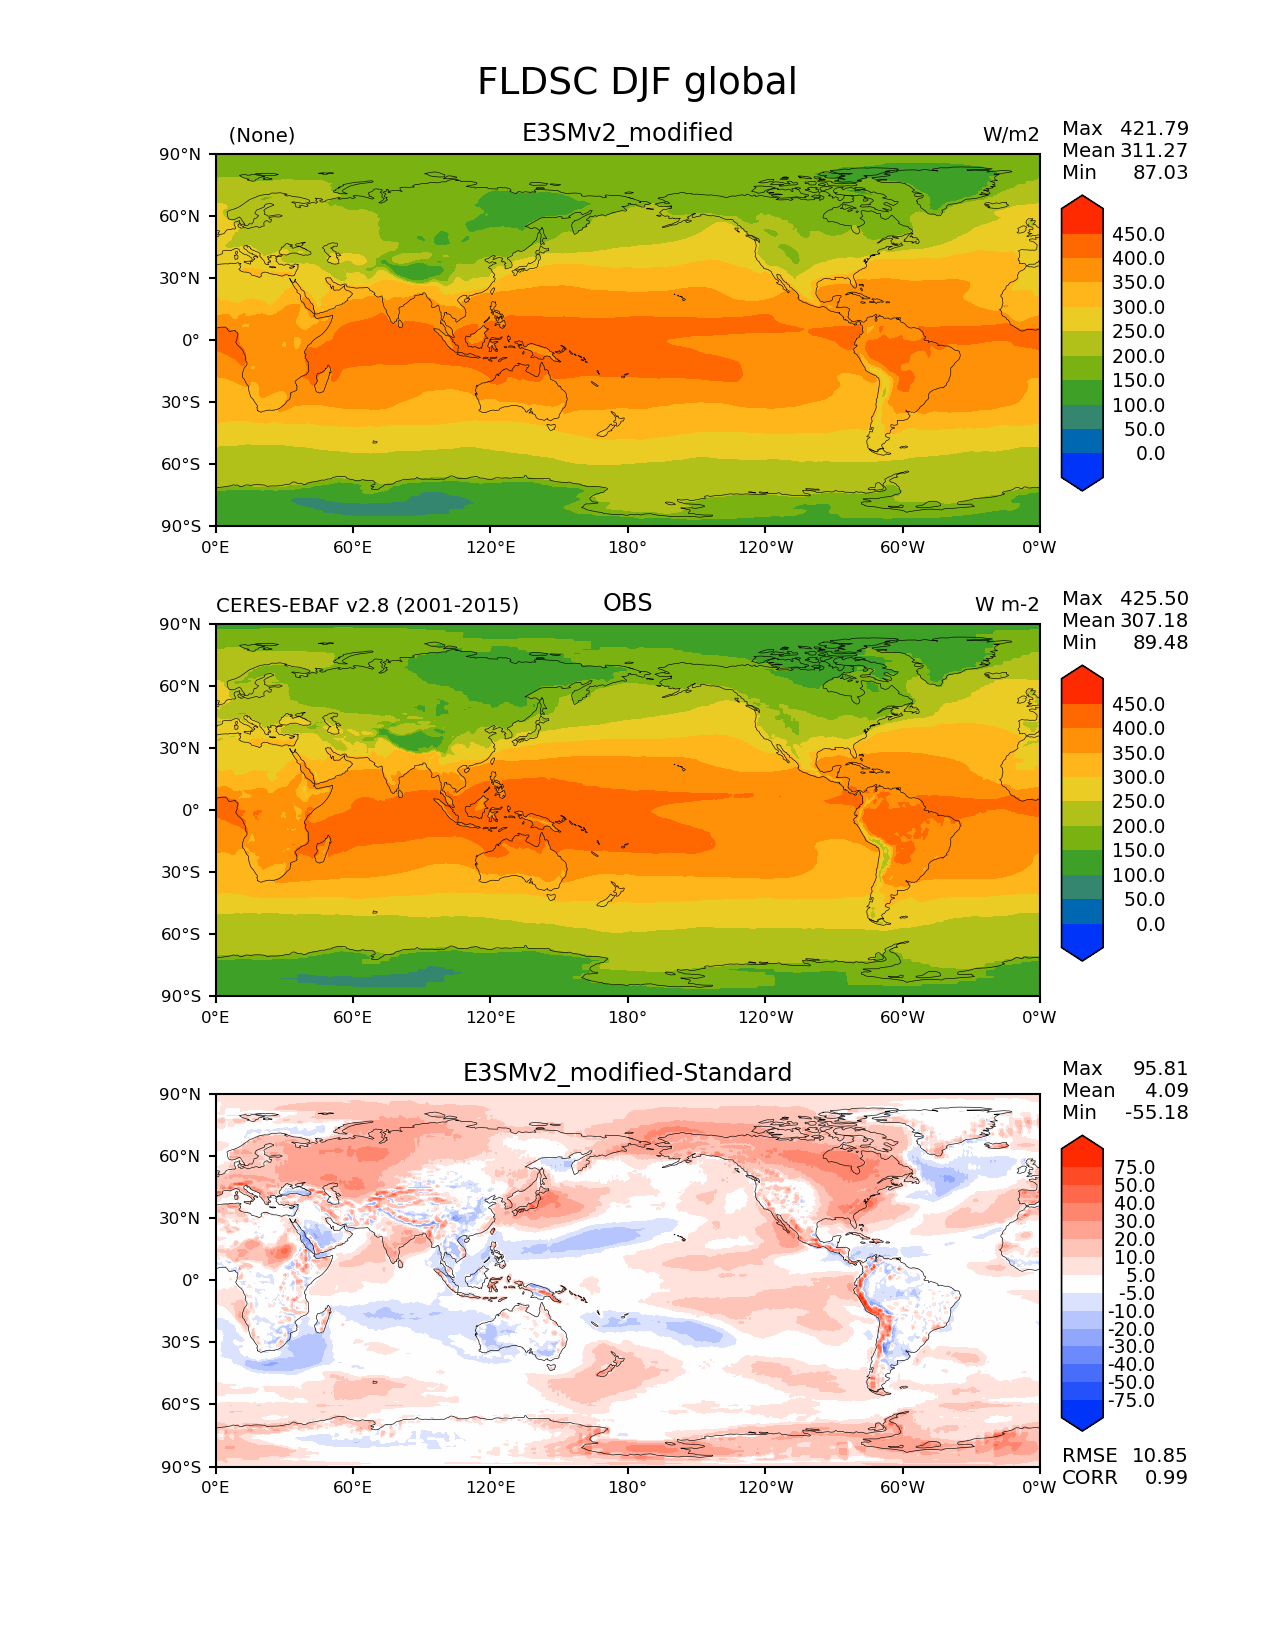 FLDSC DJF global
(None) E3SMv2_modified W/m2
Max 421.79
Mean 311.27
Min 87.03
90°N
60°N
30°N
0°
30°S
60°S
90°S
0°E 60°E 120°E 180° 120°W 60°W 0°W
450.0
400.0
350.0
300.0
250.0
200.0
150.0
100.0
50.0
0.0
CERES-EBAF v2.8 (2001-2015) OBS W m-2
Max 425.50
Mean 307.18
Min 89.48
90°N
60°N
30°N
0°
30°S
60°S
90°S
0°E 60°E 120°E 180° 120°W 60°W 0°W
450.0
400.0
350.0
300.0
250.0
200.0
150.0
100.0
50.0
0.0
E3SMv2_modified-Standard
Max 95.81
Mean 4.09
Min -55.18
90°N
60°N
30°N
0°
30°S
60°S
90°S
0°E 60°E 120°E 180° 120°W 60°W 0°W
75.0
50.0
40.0
30.0
20.0
10.0
5.0
-5.0
-10.0
-20.0
-30.0
-40.0
-50.0
-75.0
RMSE 10.85
CORR 0.99